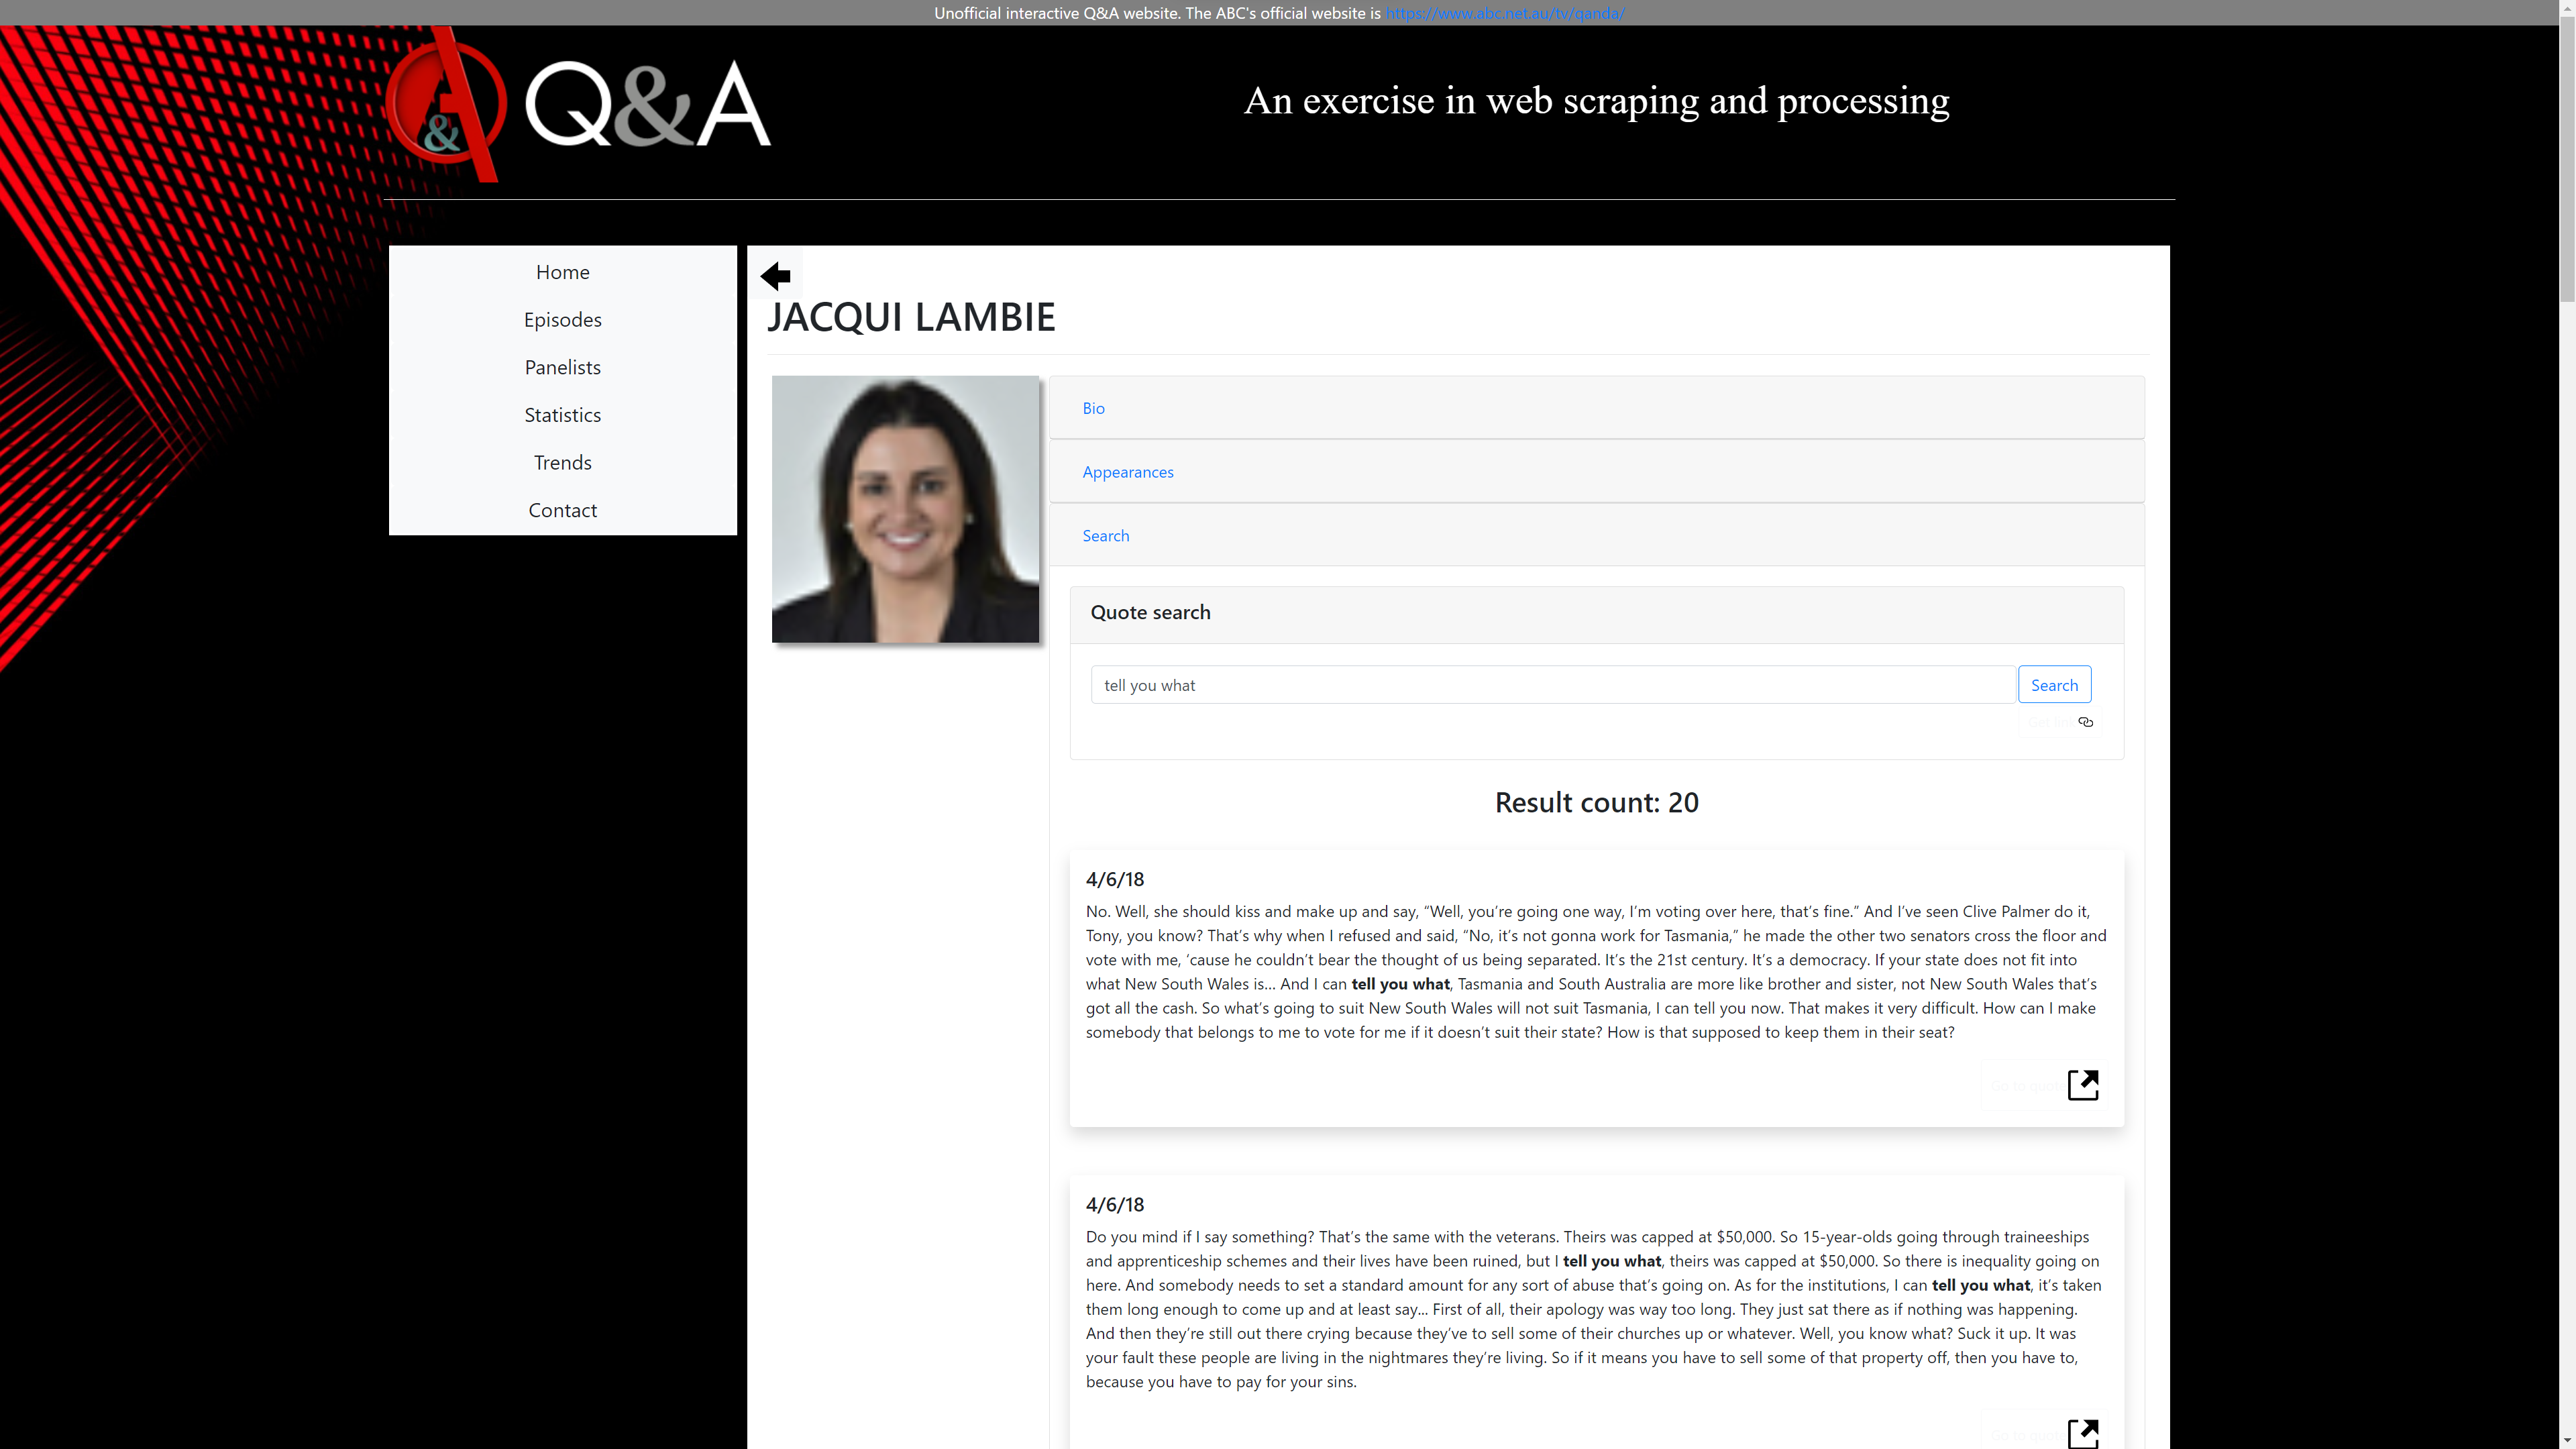 Unofficial interactive Q&A website. The ABC's official website is https://www.abc.net.au/tv/qanda/
Q&A
An exercise in web scraping and processing
Home
Episodes
Panelists
Statistics
Trends
Contact
JACQUI LAMBIE
Bio
Appearances
Search
Quote search
tell you what
Search
Result count: 20
4/6/18
No. Well, she should kiss and make up and say, “Well, you’re going one way, I’m voting over here, that’s fine.” And I’ve seen Clive Palmer do it,
Tony, you know? That’s why when I refused and said, “No, it’s not gonna work for Tasmania,” he made the other two senators cross the floor and
vote with me, ‘cause he couldn’t bear the thought of us being separated. It’s the 21st century. It’s a democracy. If your state does not fit into
what New South Wales is... And I can tell you what, Tasmania and South Australia are more like brother and sister, not New South Wales that’s
got all the cash. So what’s going to suit New South Wales will not suit Tasmania, I can tell you now. That makes it very difficult. How can I make
somebody that belongs to me to vote for me if it doesn’t suit their state? How is that supposed to keep them in their seat?
4/6/18
Do you mind if I say something? That’s the same with the veterans. Theirs was capped at $50,000. So 15-year-olds going through traineeships
and apprenticeship schemes and their lives have been ruined, but I tell you what, theirs was capped at $50,000. So there is inequality going on
here. And somebody needs to set a standard amount for any sort of abuse that’s going on. As for the institutions, I can tell you what, it’s taken
them long enough to come up and at least say... First of all, their apology was way too long. They just sat there as if nothing was happening.
And then they’re still out there crying because they’ve to sell some of their churches up or whatever. Well, you know what? Suck it up. It was
your fault these people are living in the nightmares they’re living. So if it means you have to sell some of that property off, then you have to,
because you have to pay for your sins.